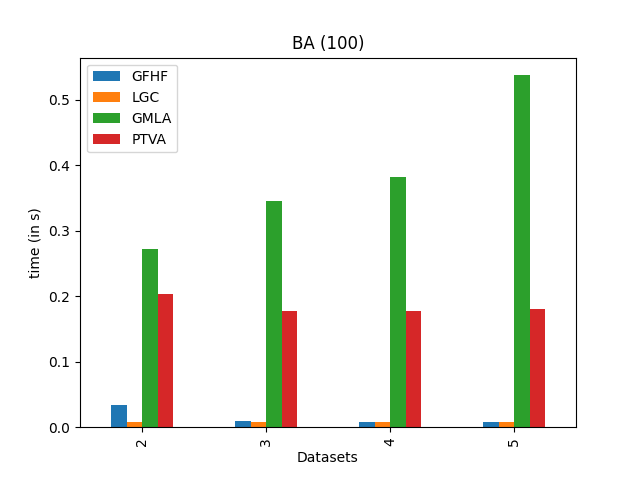 BA (100)
GFHF
LGC
GMLA
PTVA
0.5
0.4
0.3
0.2
0.1
0.0
time (in s)
2
3
4
5
Datasets